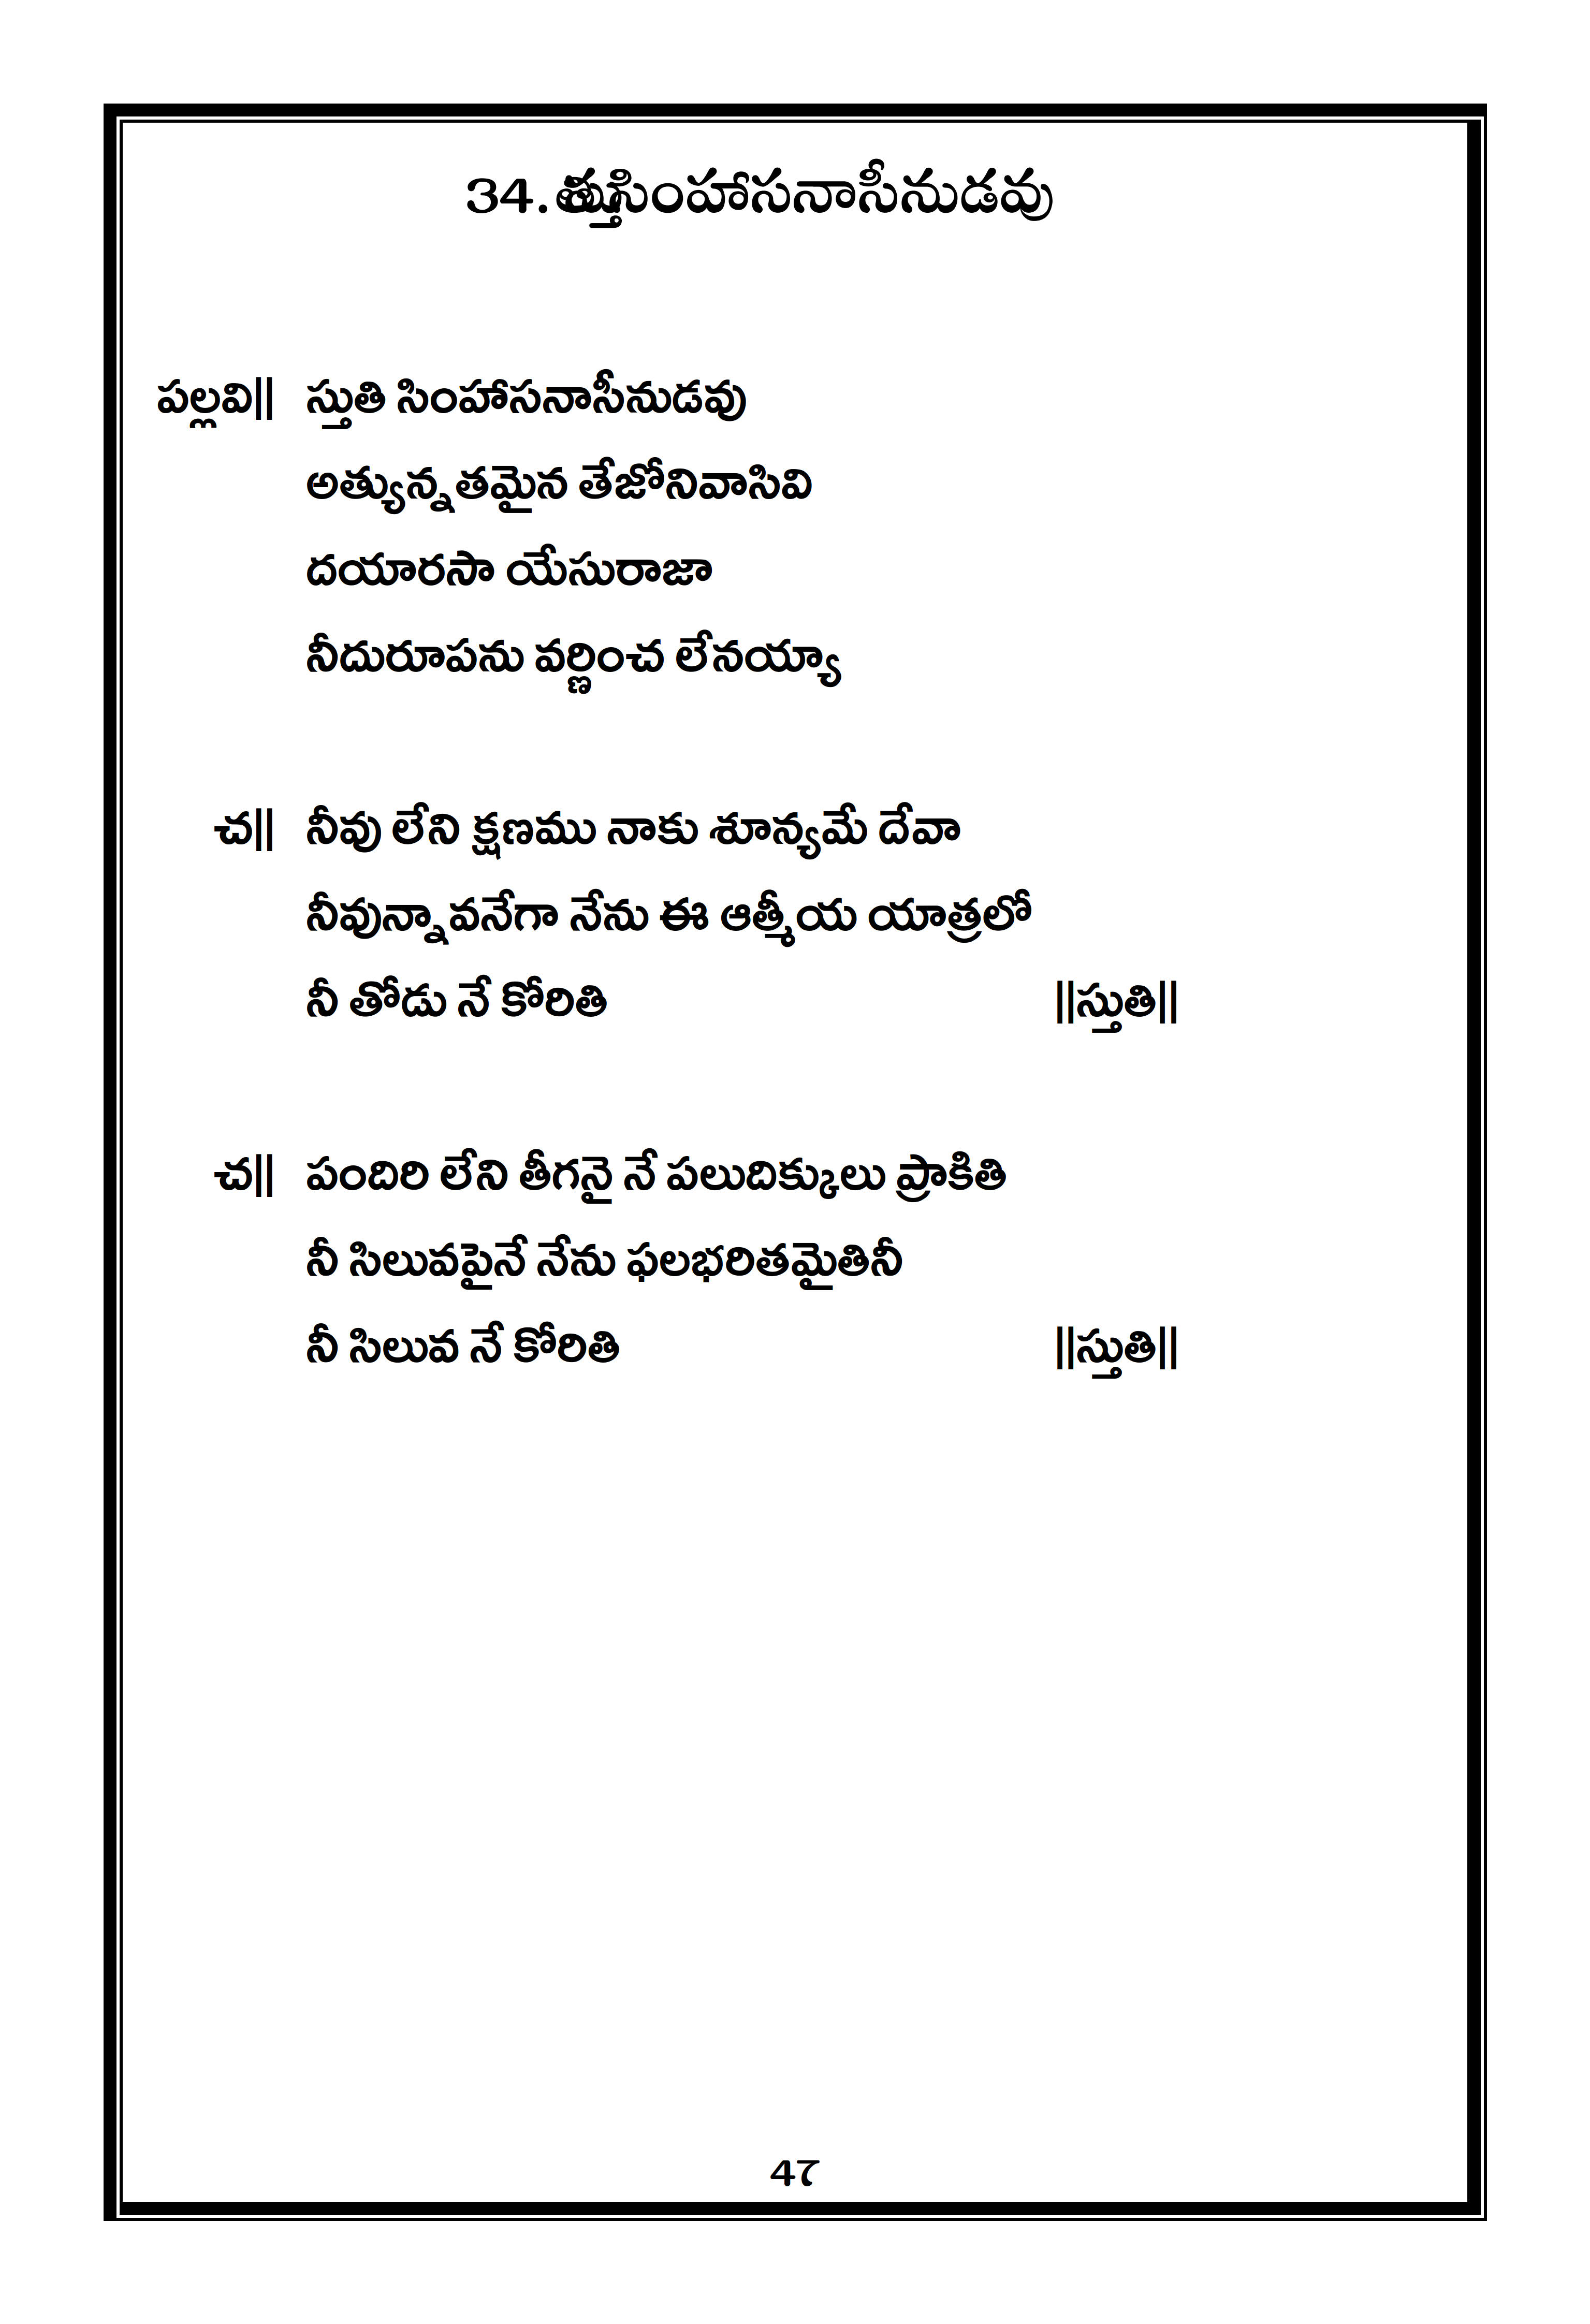 34. స్తుతిసింహాసనాసీనుడవు
పల్లవి|| స్తుతి సింహాసనాసీనుడవు
అత్యున్నతమైన తేజోనివాసివి
దయారసా యేసురాజా
నీదురూపను వర్ణించ లేనయ్యా
చ|| నీవు లేని క్షణము నాకు శూన్యమే దేవా
నీవున్నావనేగా నేను ఈ ఆత్మీయ యాత్రలో
నీ తోడు నే కోరితి ||స్తుతి||
చ|| పందిరి లేని తీగనై నే పలుదిక్కులు ప్రాకితి
నీ సిలువపైనే నేను ఫలభరితమైతినీ
నీ సిలువ నే కోరితి ||స్తుతి||
47